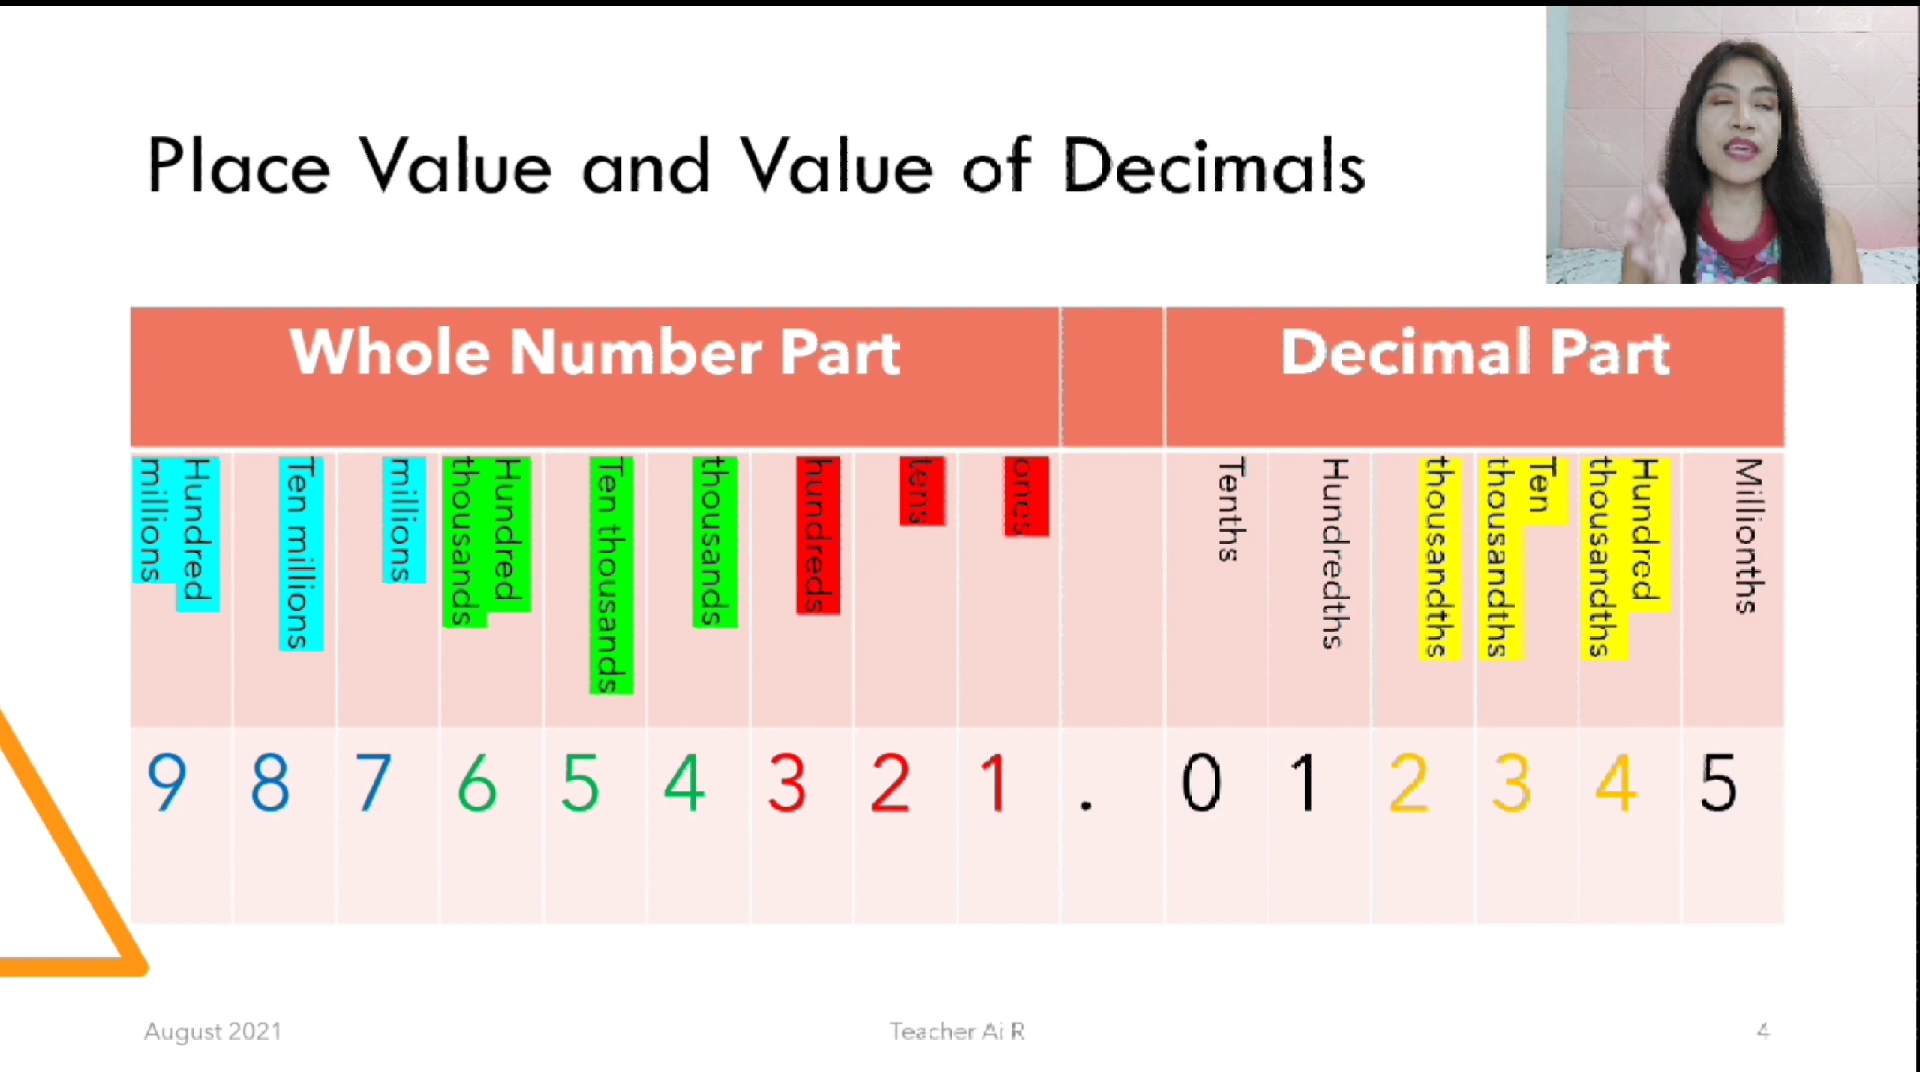 Place Value and Value of Decimals
Whole Number Part
Decimal Part
Hundred
millions
Ten millions
millions
Hundred
thousands
Ten thousands
thousands
hundreds
tens
ones
Tenths
Hundredths
thousandths
Ten
thousandths
Hundred
thousandths
Millionths
9 8 7 6 5 4 3 2 1 . 0 1 2 3 4 5
August 2021
Teacher Ai R
4